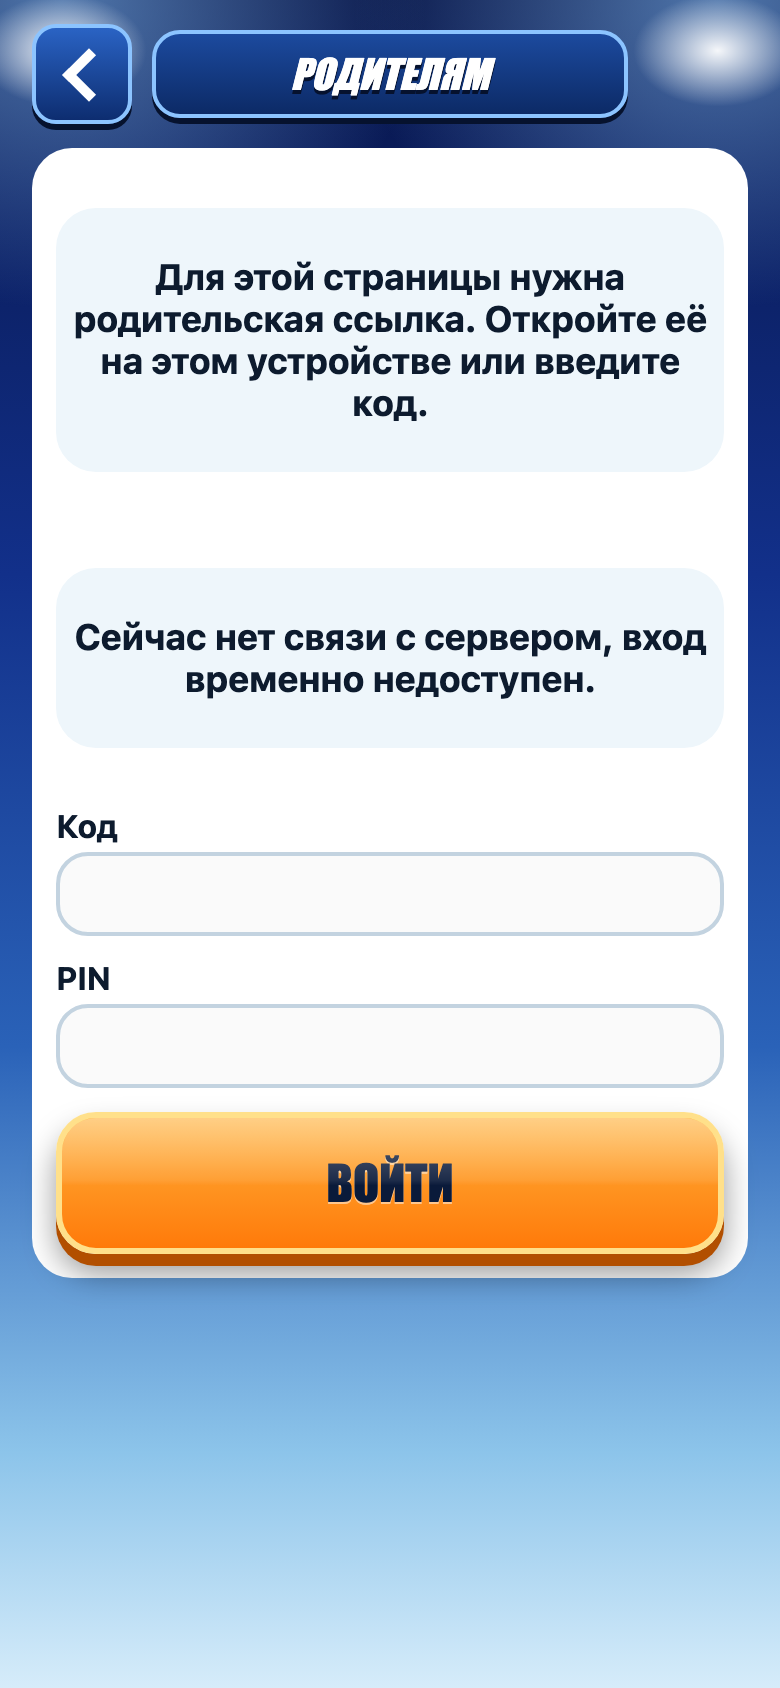 РОДИТЕЛЯМ
Для этой страницы нужна
родительская ссылка. Откройте её
на этом устройстве или введите
код.
Сейчас нет связи с сервером, вход
временно недоступен.
Код
PIN
ВОЙТИ